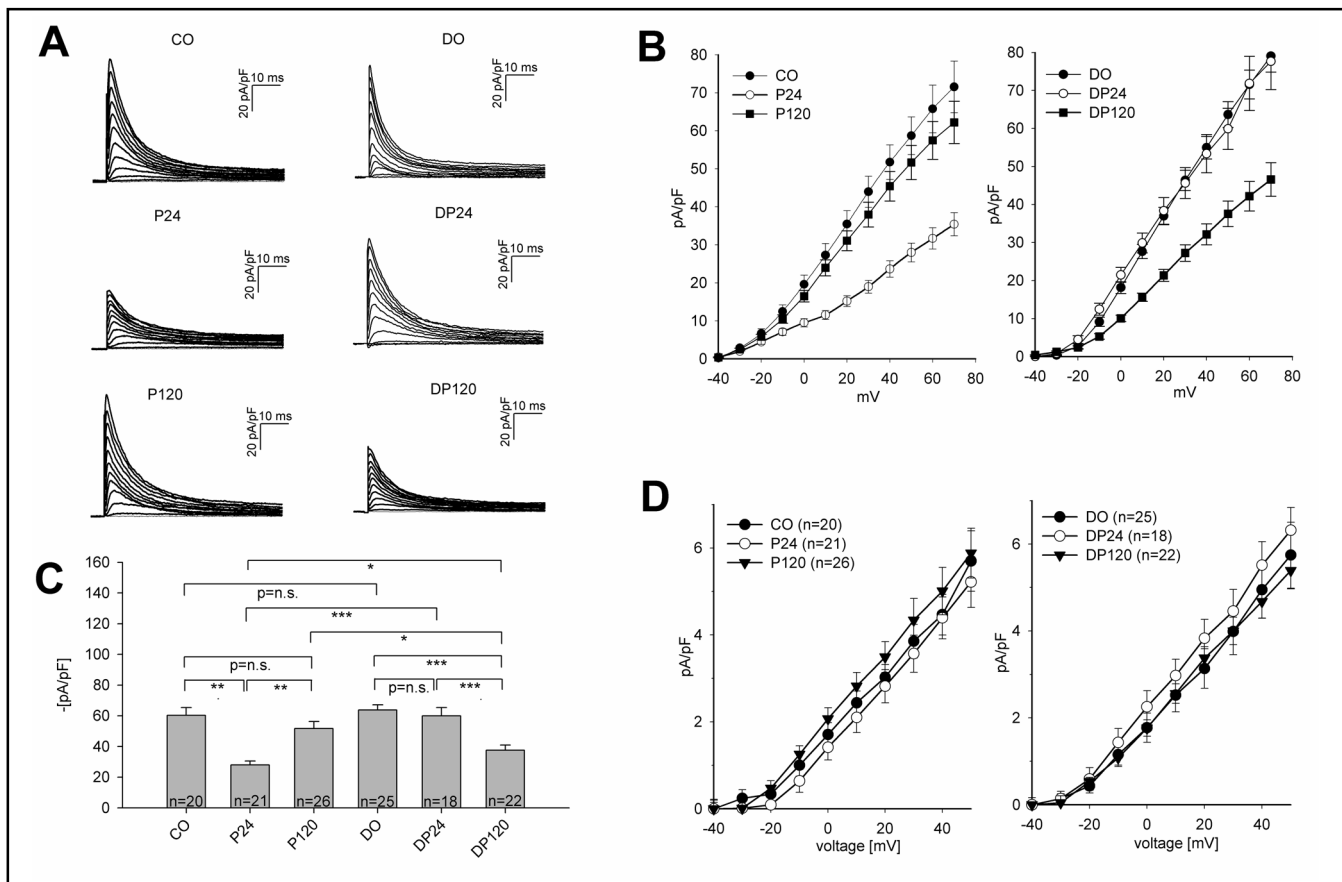 A
CO
10 ms
20 pA/pF
DO
10 ms
20 pA/pF
P24
10 ms
20 pA/pF
DP24
10 ms
20 pA/pF
P120
10 ms
20 pA/pF
DP120
10 ms
20 pA/pF
B
80
70
60
50
40
30
20
10
0
pA/pF
CO
P24
P120
-40 -20 0 20 40 60 80
mV
80
70
60
50
40
30
20
10
0
pA/pF
DO
DP24
DP120
-40 -20 0 20 40 60 80
mV
C
160
140
120
100
80
60
40
20
0
-[pA/pF]
*
p=n.s.
***
*
p=n.s.
***
**
**
p=n.s.
***
n=20 n=21 n=26 n=25 n=18 n=22
CO P24 P120 DO DP24 DP120
D
6
4
2
0
pA/pF
CO (n=20)
P24 (n=21)
P120 (n=26)
-40 -20 0 20 40
voltage [mV]
6
4
2
0
pA/pF
DO (n=25)
DP24 (n=18)
DP120 (n=22)
-40 -20 0 20 40
voltage [mV]